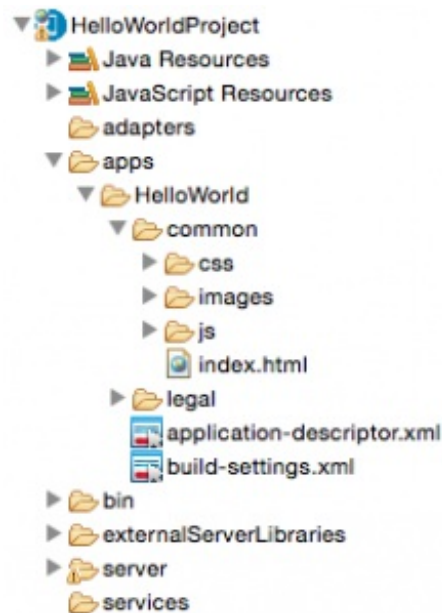 HelloWorldProject
Java Resources
JavaScript Resources
adapters
apps
HelloWorld
common
css
images
js
index.html
legal
application-descriptor.xml
build-settings.xml
bin
externalServerLibraries
server
services